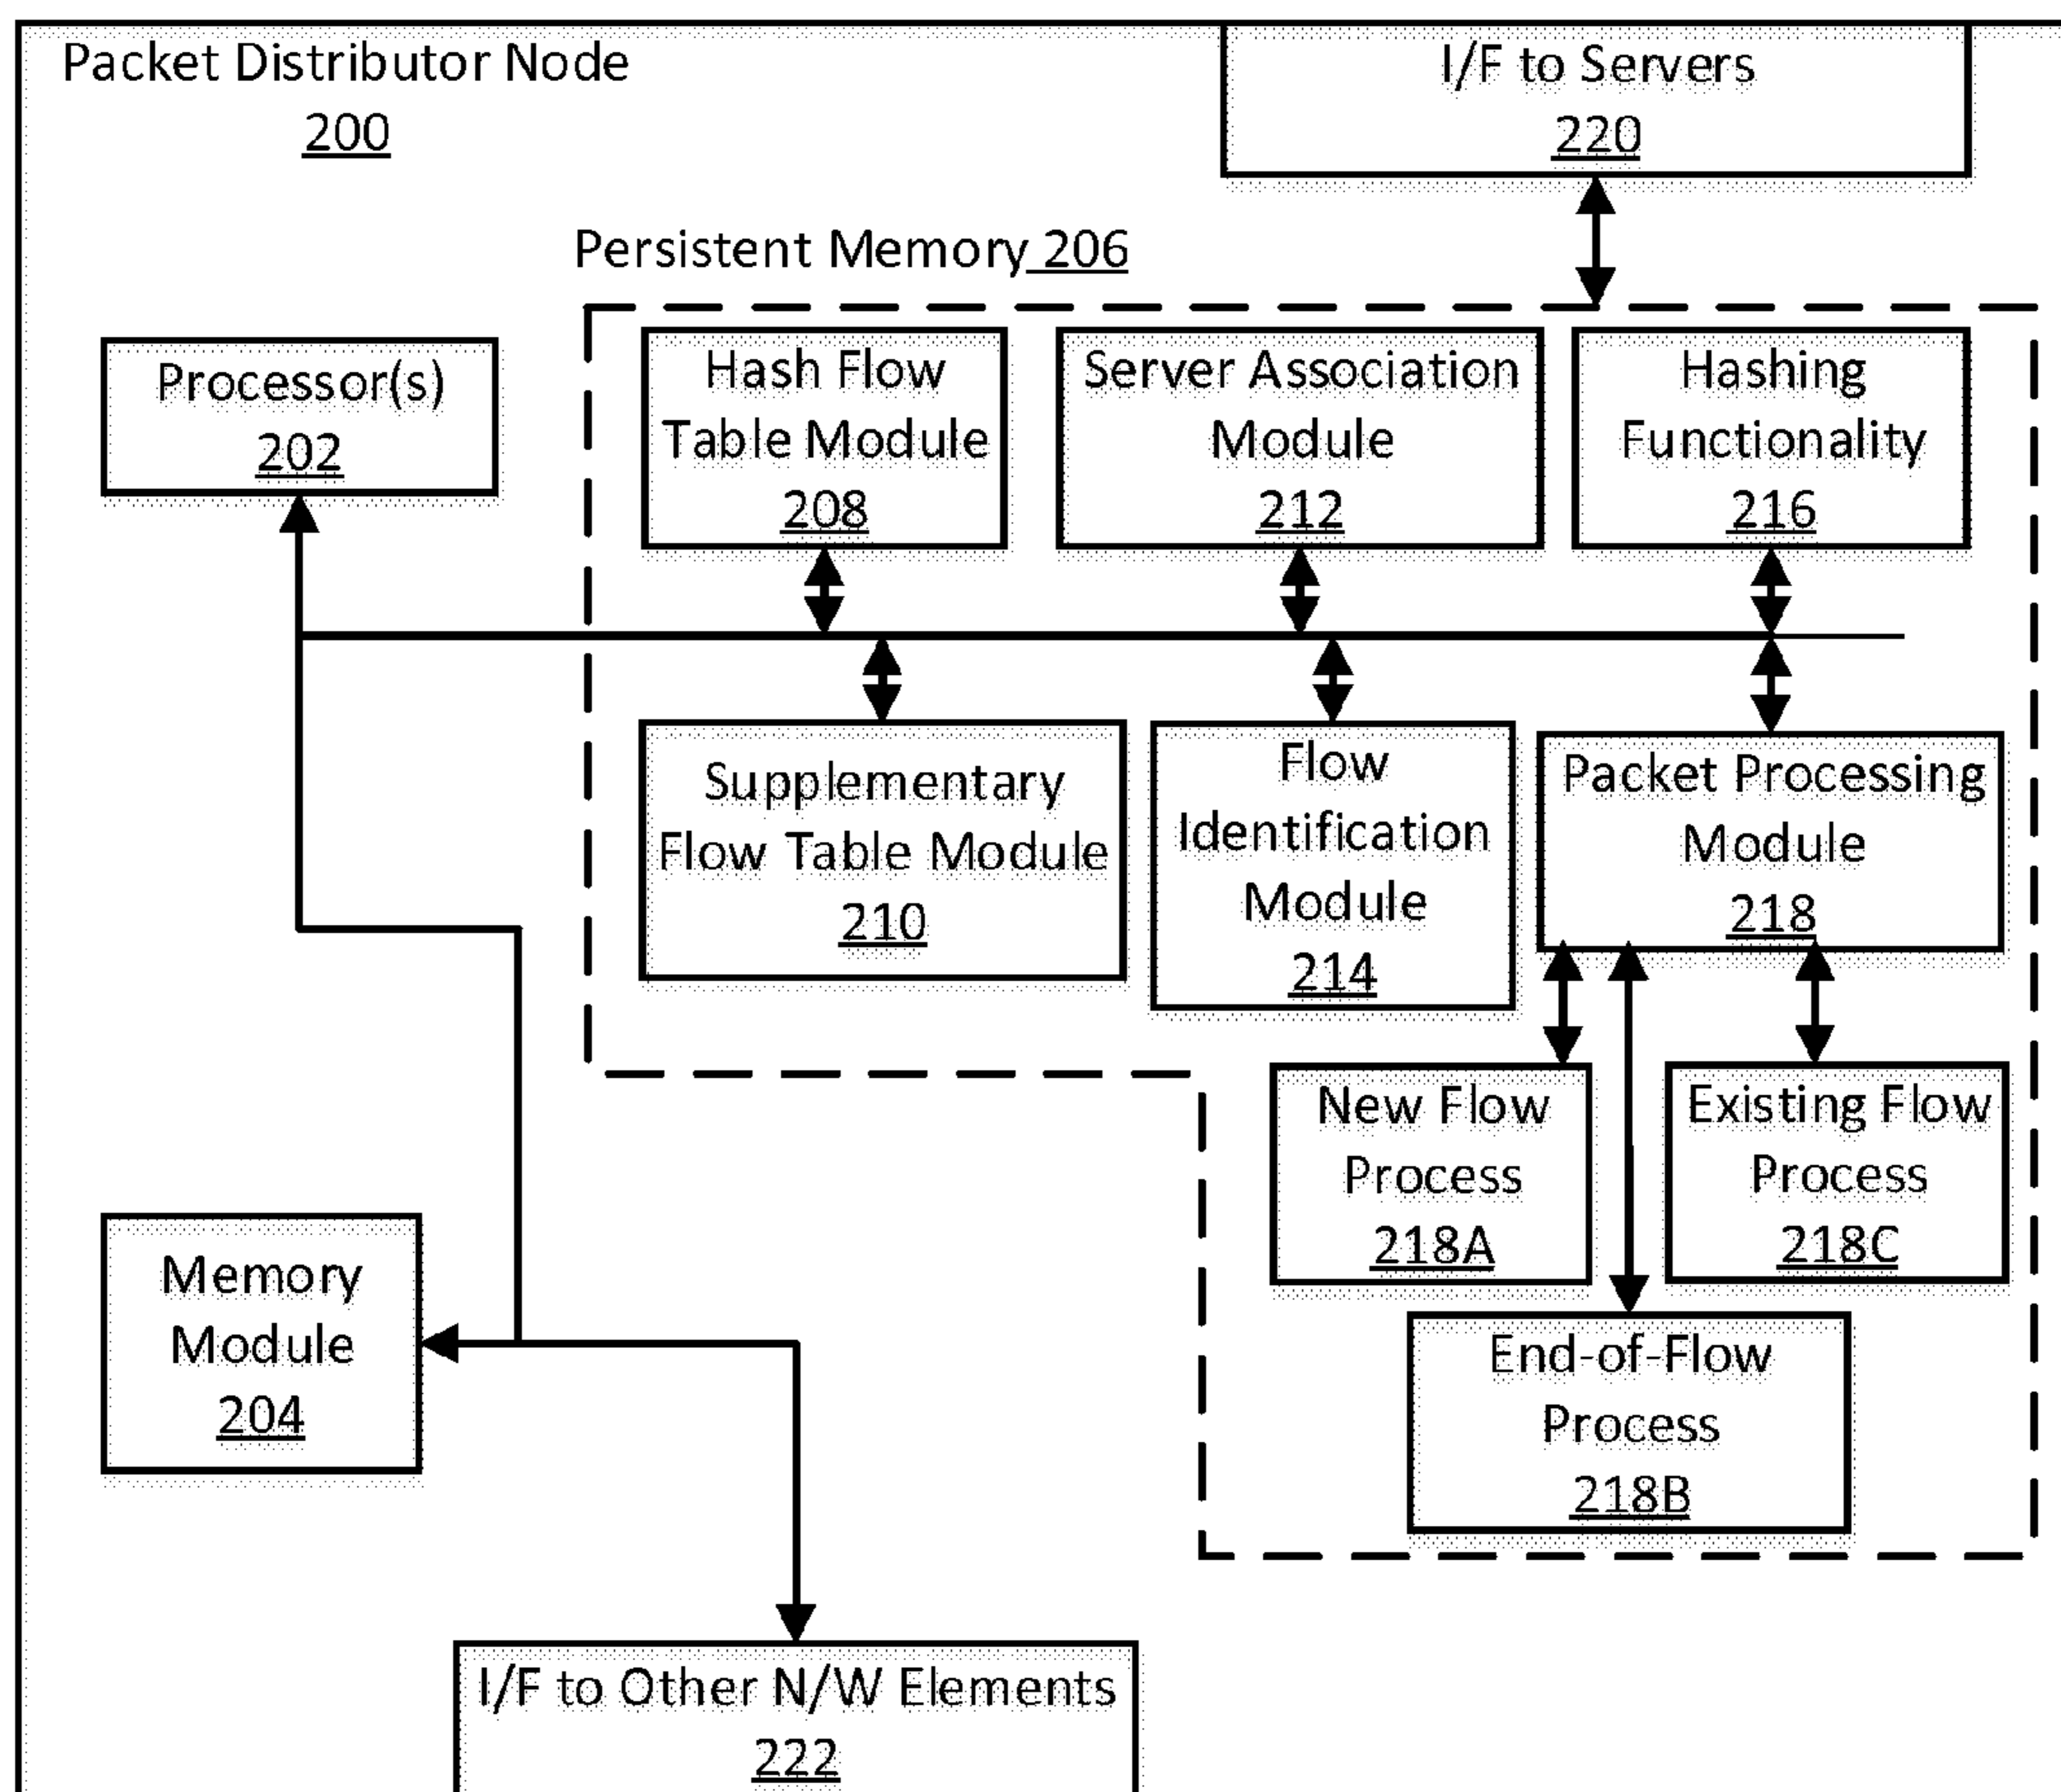 Packet Distributor Node
200
I/F to Servers
220
Persistent Memory 206
Processor(s)
202
Hash Flow
Table Module
208
Server Association
Module
212
Hashing
Functionality
216
Supplementary
Flow Table Module
210
Flow
Identification
Module
214
Packet Processing
Module
218
New Flow
Process
218A
Existing Flow
Process
218C
End-of-Flow
Process
218B
Memory
Module
204
I/F to Other N/W Elements
222